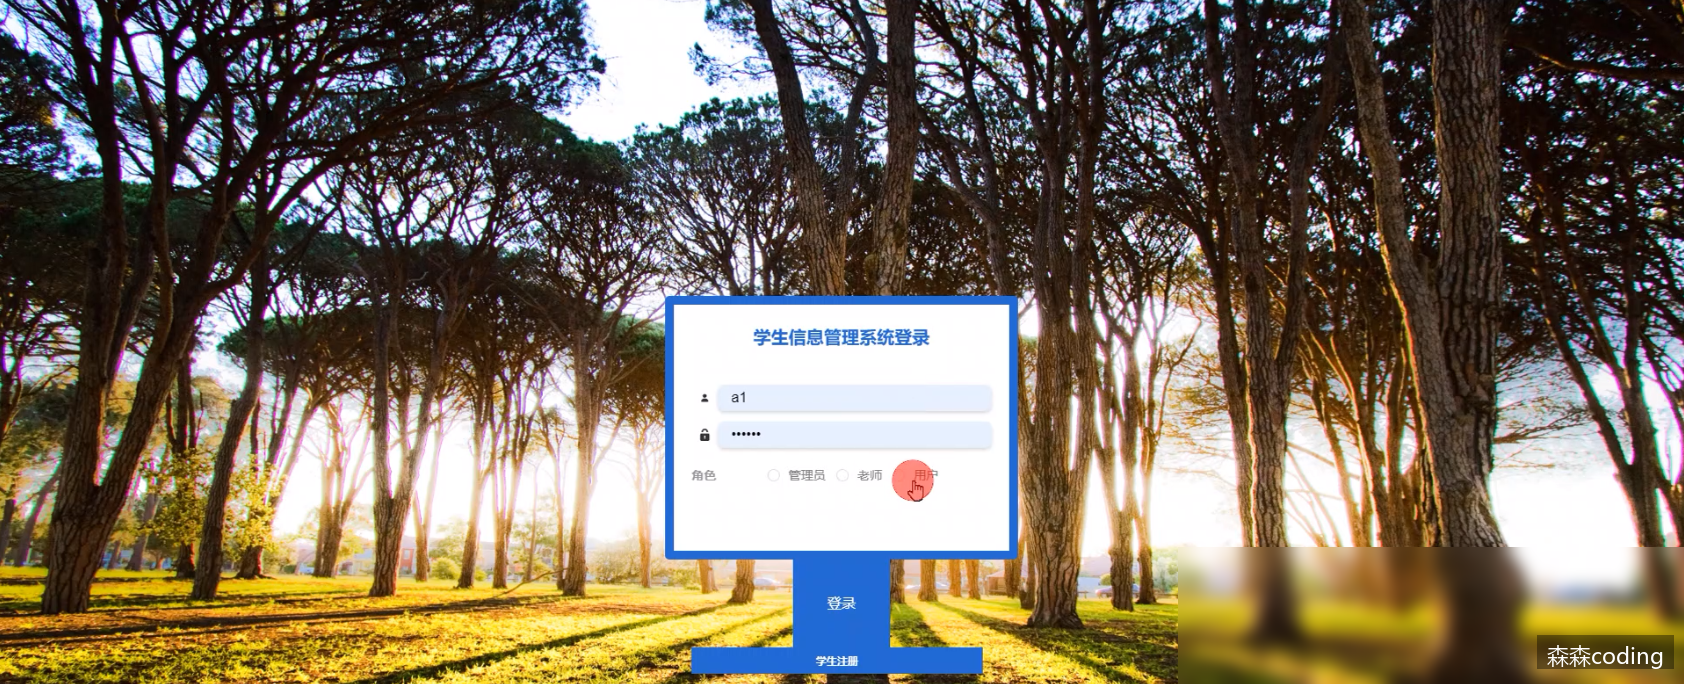 学生信息管理系统登录
a1
••••••
角色 管理员 老师 用户
登录
学生注册
森森coding